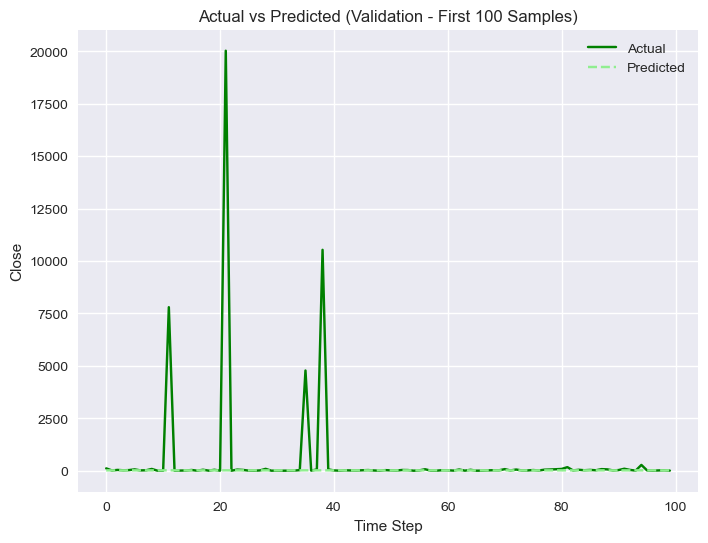 Actual vs Predicted (Validation - First 100 Samples)
Actual
Predicted
20000
17500
15000
12500
10000
7500
5000
2500
0
Close
0 20 40 60 80 100
Time Step